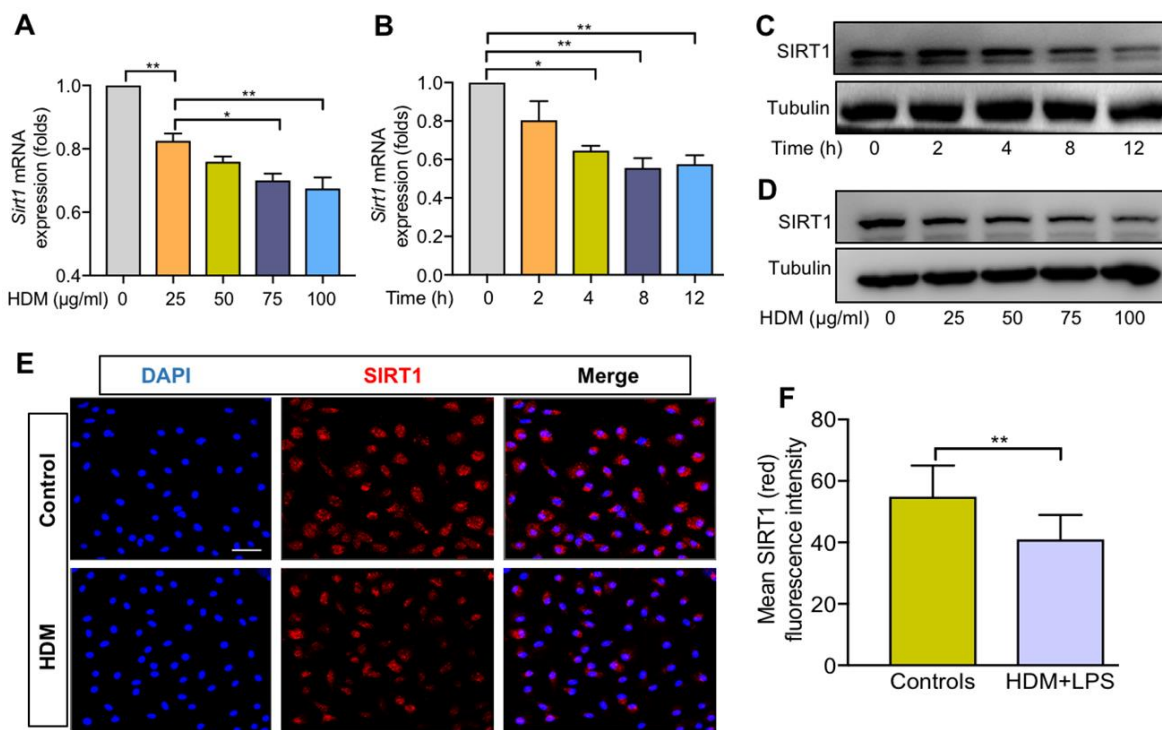 A
**
**
*
1.0
0.8
0.6
0.4
Sirt1 mRNA
expression (folds)
HDM (µg/ml) 0 25 50 75 100
B
**
**
*
1.0
0.8
0.6
0.4
0.2
0.0
Sirt1 mRNA
expression (folds)
Time (h) 0 2 4 8 12
C
SIRT1
Tubulin
Time (h) 0 2 4 8 12
D
SIRT1
Tubulin
HDM (µg/ml) 0 25 50 75 100
E
DAPI SIRT1 Merge
Control
HDM
F
**
80
60
40
20
0
Mean SIRT1 (red)
fluorescence intensity
Controls HDM+LPS